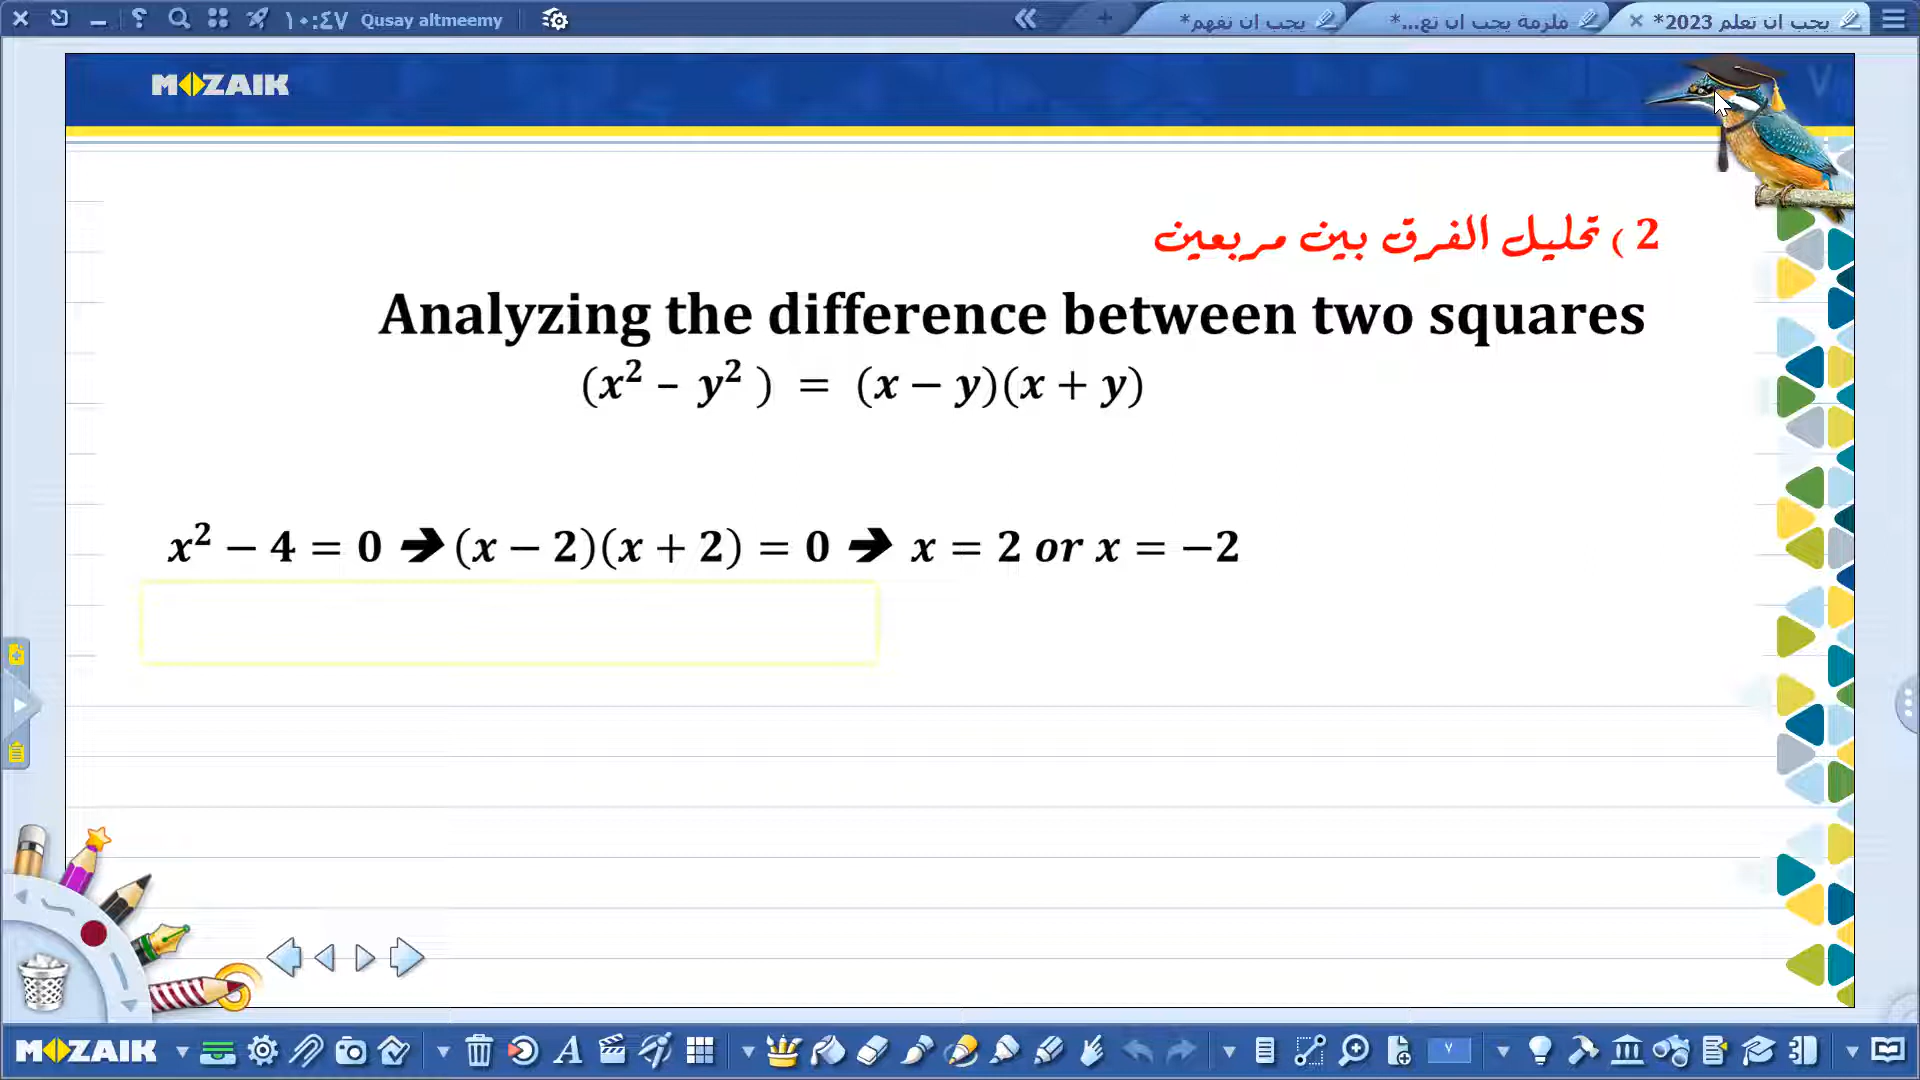 ١٠:٤٧ Qusay altmeemy
يجب ان تفهم*
ملزمة يجب ان تع...*
يجب ان تعلم 2023*
MOZAIK
2 ) تحليل الفرق بين مربعين
Analyzing the difference between two squares
(x² – y² ) = (x − y)(x + y)
x² − 4 = 0 ➔ (x − 2)(x + 2) = 0 ➔ x = 2 or x = −2
MOZAIK
٧